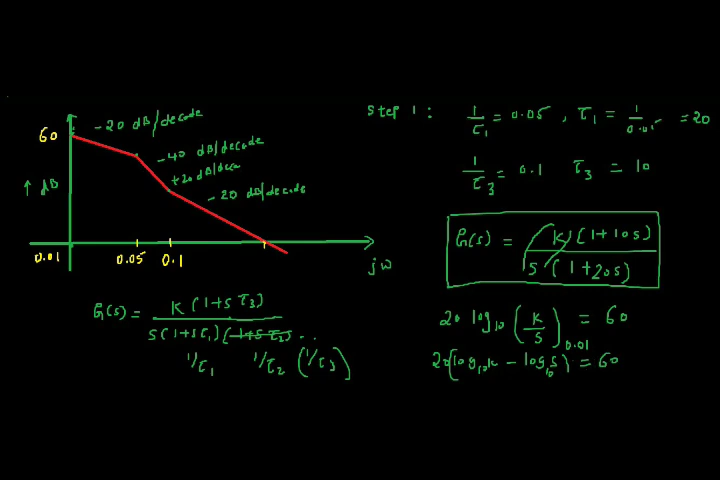 60
-20 dB/decade
-40 dB/decade
+20 dB/deca
-20 dB/decade
↑ dB
0.01 0.05 0.1
jω
G(s) = K(1+sτ3) / s(1+sτ1)(1+sτ2)...
1/τ1 1/τ2 (1/τ3)
Step 1: 1/τ1 = 0.05, τ1 = 1/0.05 = 20
1/τ3 = 0.1 τ3 = 10
G(s) = K(1+10s) / s(1+20s)
20 log10 (K/s)0.01 = 60
20(log10K - log10S) = 60